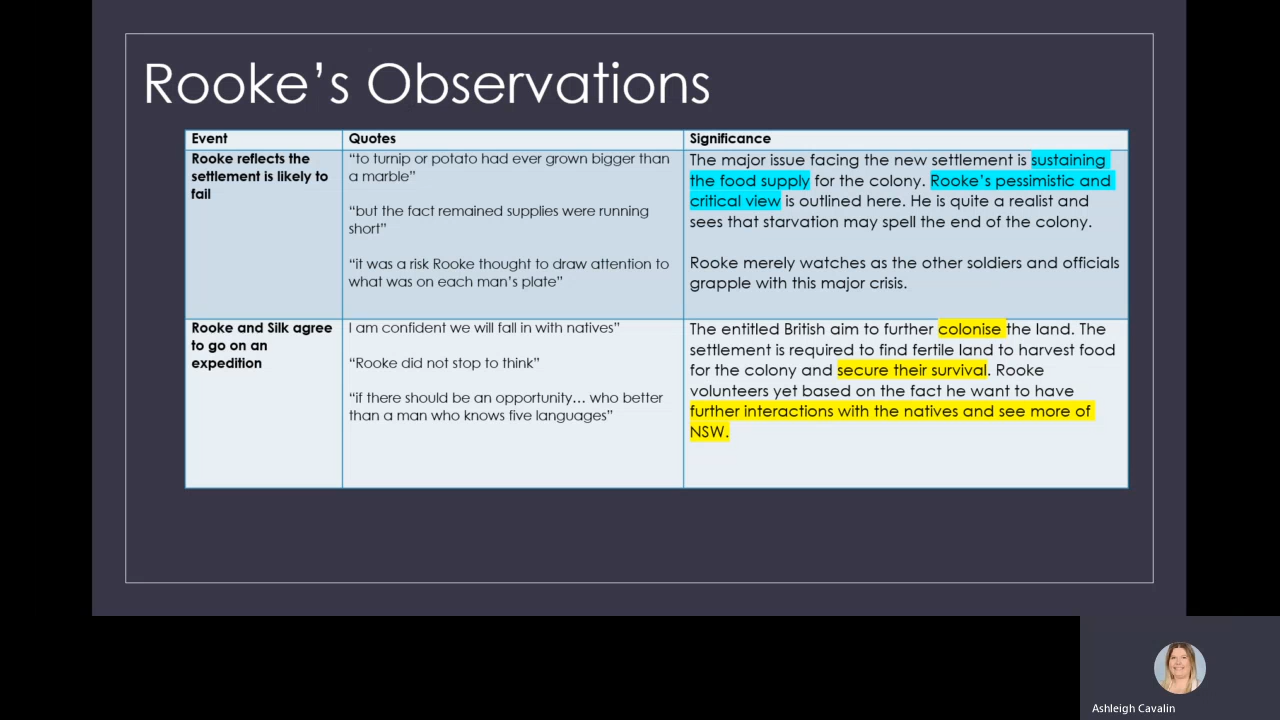 Rooke's Observations
Event
Quotes
Significance
Rooke reflects the
settlement is likely to
fail
“to turnip or potato had ever grown bigger than
a marble”
“but the fact remained supplies were running
short”
“it was a risk Rooke thought to draw attention to
what was on each man's plate”
The major issue facing the new settlement is sustaining
the food supply for the colony. Rooke's pessimistic and
critical view is outlined here. He is quite a realist and
sees that starvation may spell the end of the colony.
Rooke merely watches as the other soldiers and officials
grapple with this major crisis.
Rooke and Silk agree
to go on an
expedition
I am confident we will fall in with natives”
“Rooke did not stop to think”
“if there should be an opportunity… who better
than a man who knows five languages”
The entitled British aim to further colonise the land. The
settlement is required to find fertile land to harvest food
for the colony and secure their survival. Rooke
volunteers yet based on the fact he want to have
further interactions with the natives and see more of
NSW.
Ashleigh Cavalin